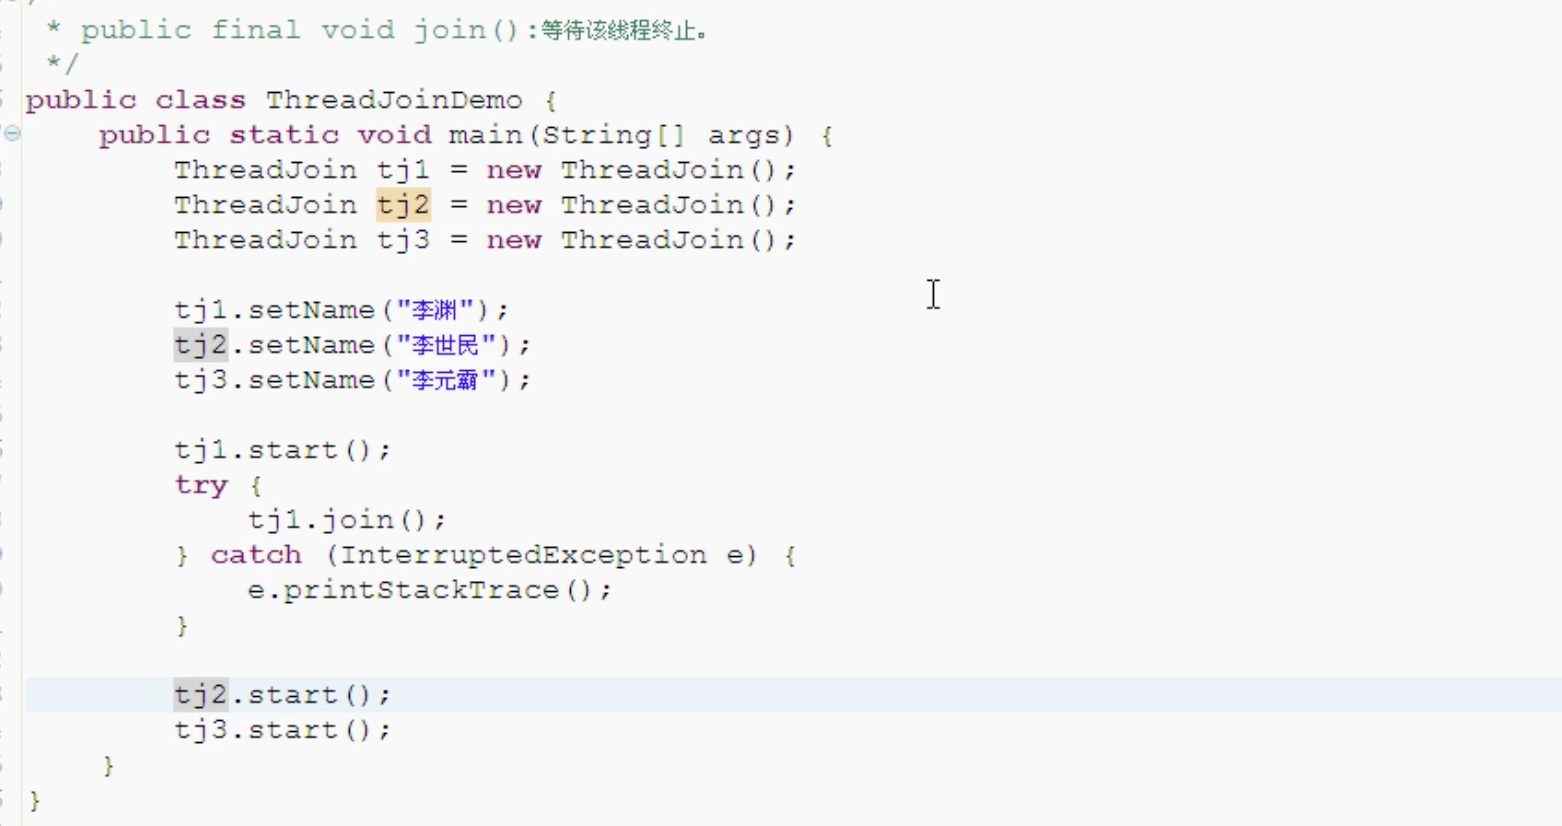 * public final void join():等待该线程终止。
*/
public class ThreadJoinDemo {
public static void main(String[] args) {
ThreadJoin tj1 = new ThreadJoin();
ThreadJoin tj2 = new ThreadJoin();
ThreadJoin tj3 = new ThreadJoin();
tj1.setName("李渊");
tj2.setName("李世民");
tj3.setName("李元霸");
tj1.start();
try {
tj1.join();
} catch (InterruptedException e) {
e.printStackTrace();
}
tj2.start();
tj3.start();
}
}